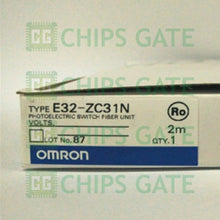 CHIPS GATE
TYPE E32-ZC31N
PHOTOELECTRIC SWITCH FIBER UNIT
VOLTS.
Ro
2m
LOT No. 87
QTY. 1
OMRON
CHIPS GATE